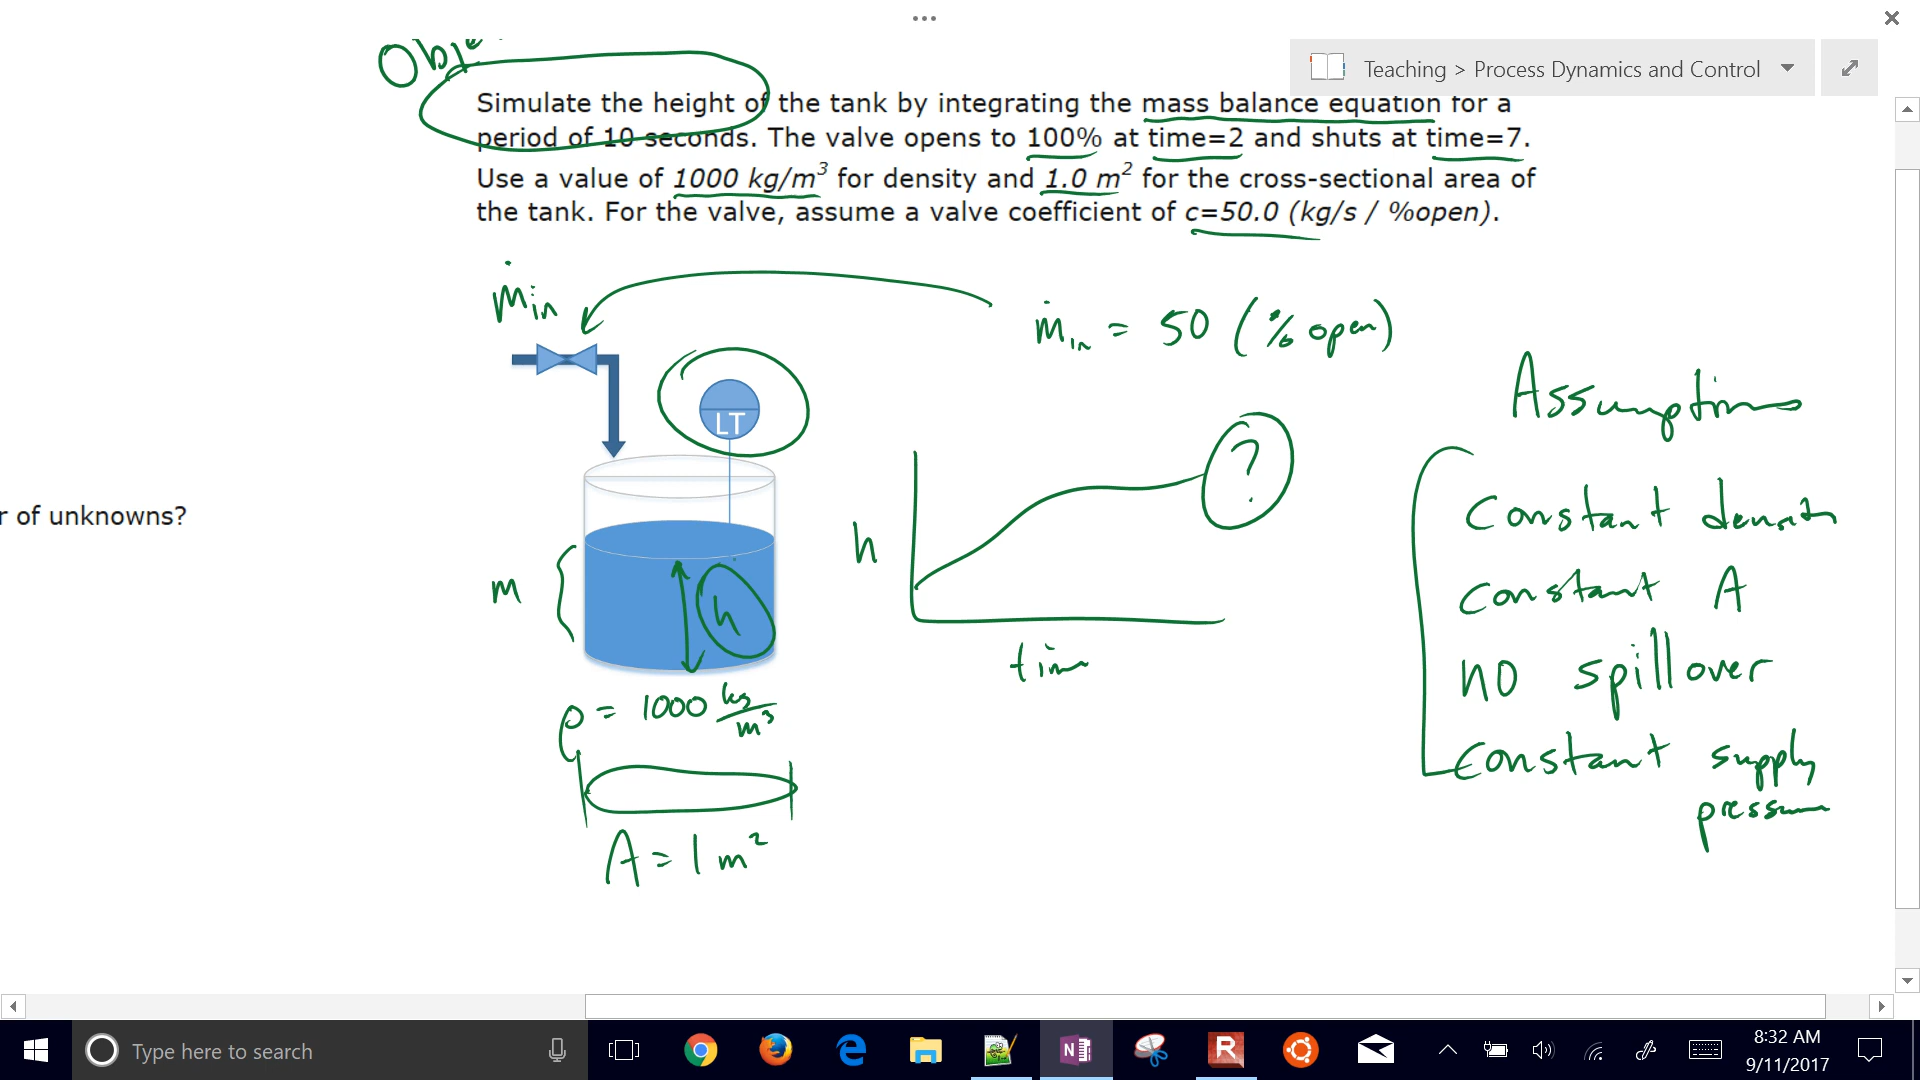 Obje
Teaching > Process Dynamics and Control
Simulate the height of the tank by integrating the mass balance equation for a
period of 10 seconds. The valve opens to 100% at time=2 and shuts at time=7.
Use a value of 1000 kg/m³ for density and 1.0 m² for the cross-sectional area of
the tank. For the valve, assume a valve coefficient of c=50.0 (kg/s / %open).
ṁin
ṁin = 50 (% open)
LT
Assumptions
?
Constant density
h
r of unknowns?
m
h
constant A
time
no spillover
ρ = 1000 kg/m³
constant supply
pressure
A = 1 m²
Type here to search
8:32 AM
9/11/2017